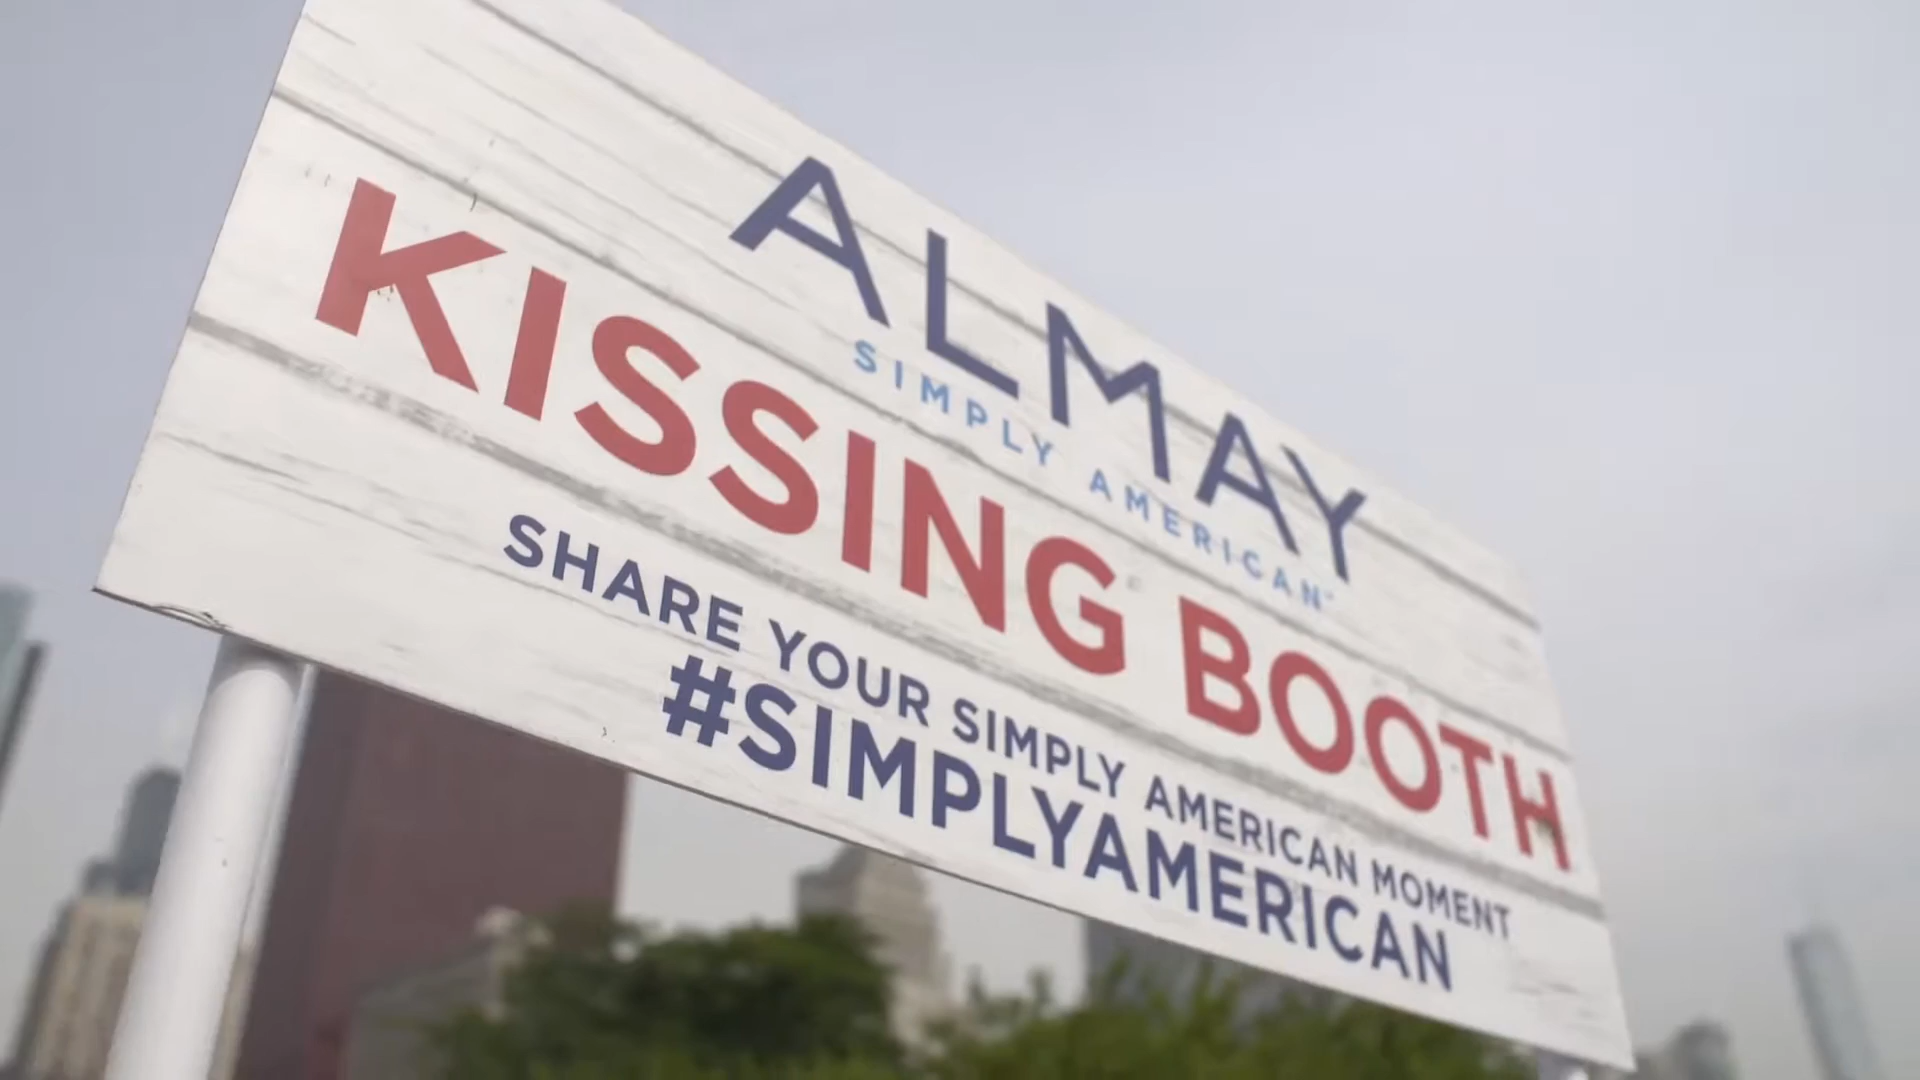 ALMAY
SIMPLY AMERICAN™
KISSING BOOTH
SHARE YOUR SIMPLY AMERICAN MOMENT
#SIMPLYAMERICAN